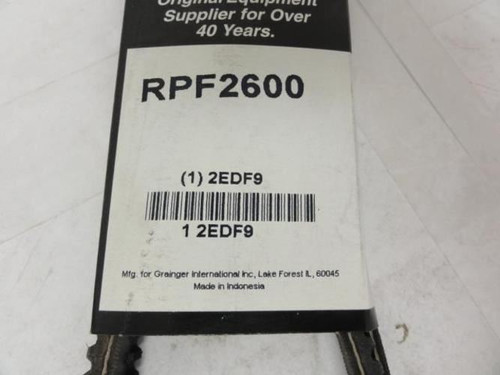 Original Equipment
Supplier for Over
40 Years.
RPF2600
(1) 2EDF9
1 2EDF9
Mfg. for Grainger International Inc, Lake Forest IL, 60045
Made in Indonesia